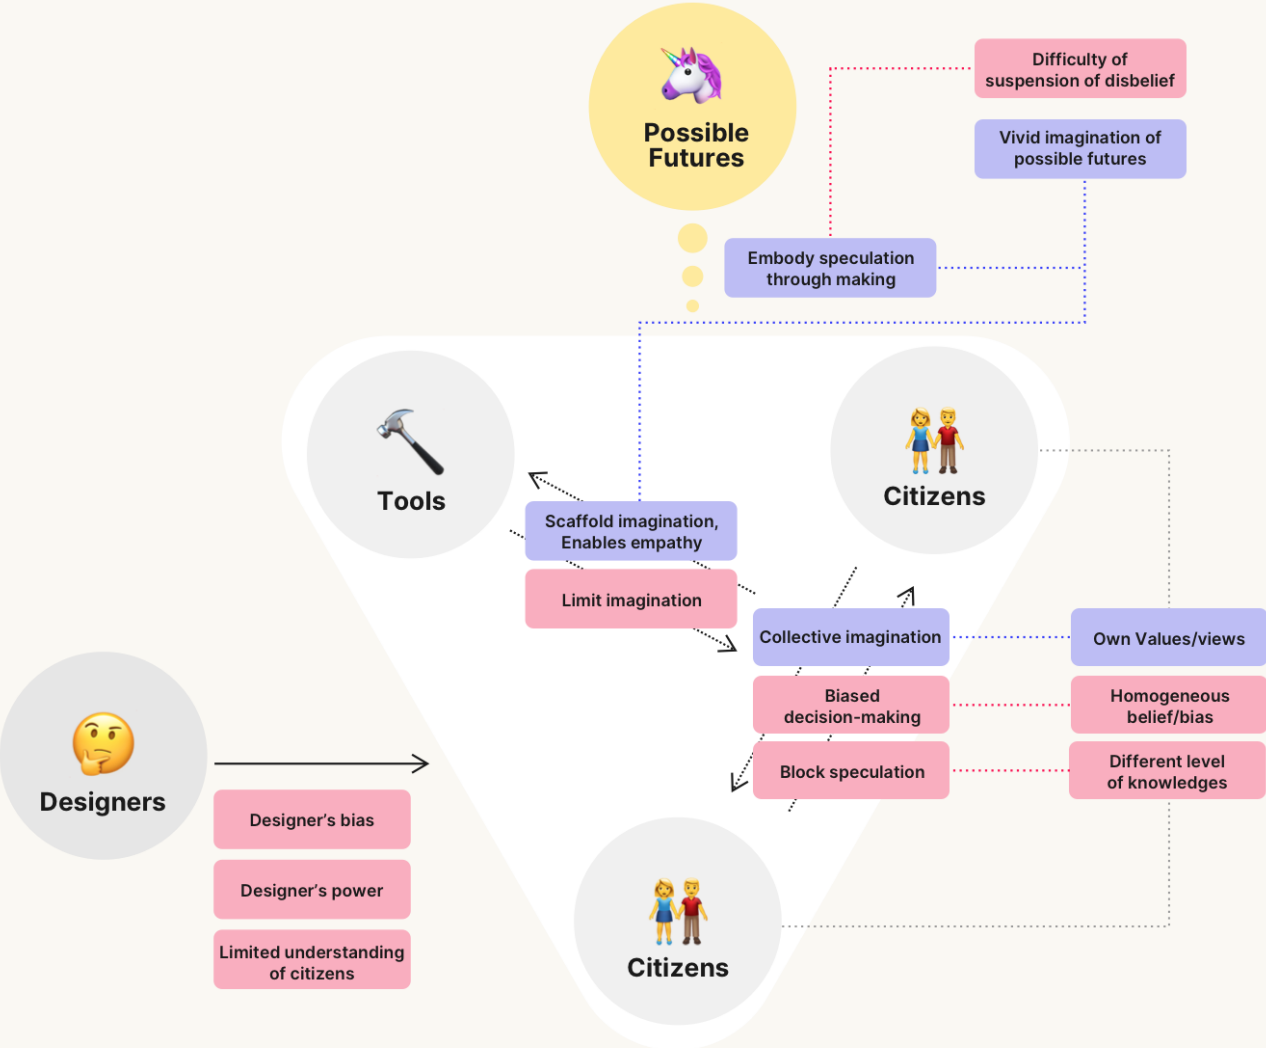 Possible
Futures
Difficulty of
suspension of disbelief
Vivid imagination of
possible futures
Embody speculation
through making
Tools
Citizens
Scaffold imagination,
Enables empathy
Limit imagination
Collective imagination
Own Values/views
Biased
decision-making
Homogeneous
belief/bias
Block speculation
Different level
of knowledges
Designers
Designer’s bias
Designer’s power
Limited understanding
of citizens
Citizens